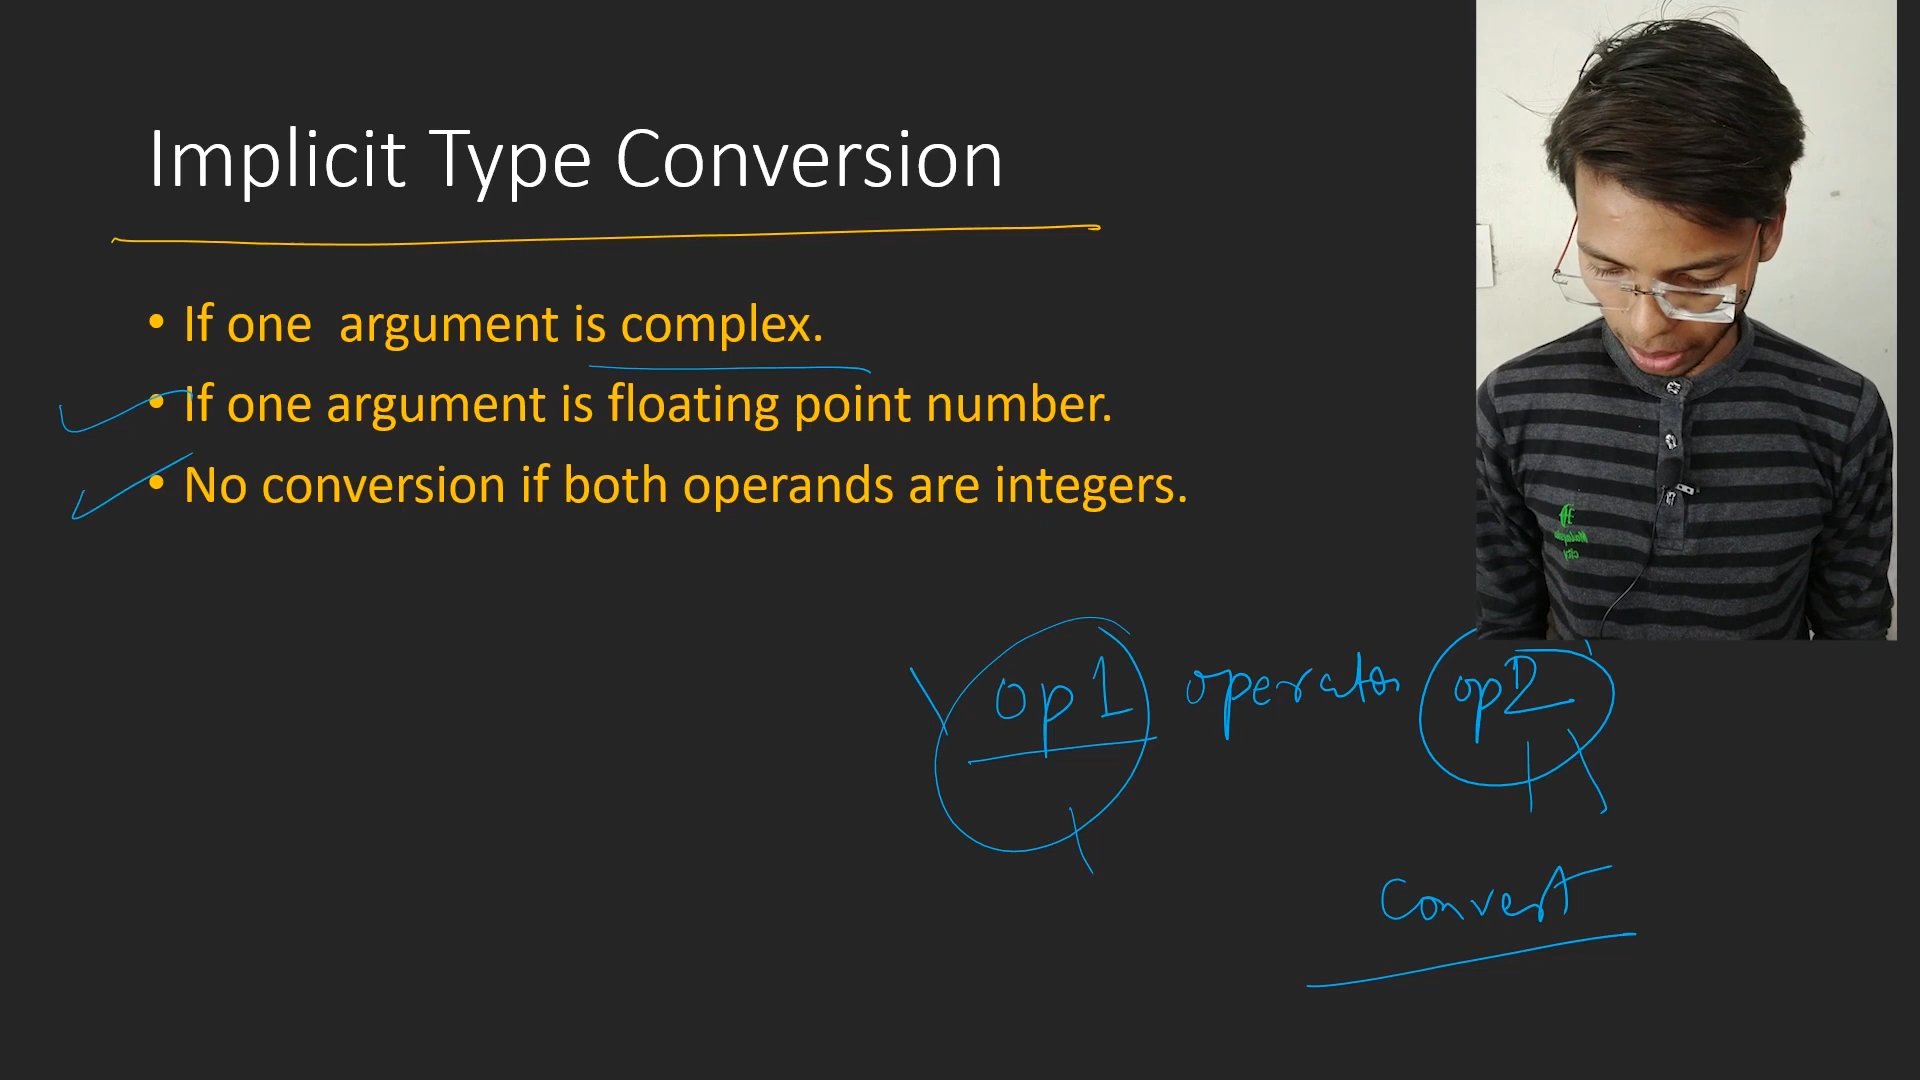 Implicit Type Conversion
• If one argument is complex.
• If one argument is floating point number.
• No conversion if both operands are integers.
op1 operator op2
Convert